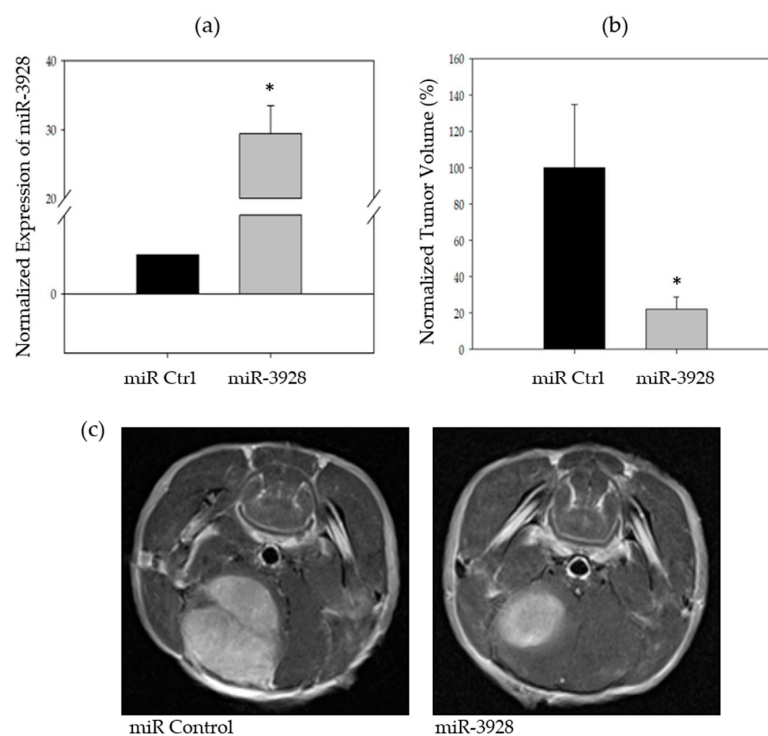 (a)
Normalized Expression of miR-3928
40
30
20
0
*
miR Ctrl
miR-3928
(b)
Normalized Tumor Volume (%)
160
140
120
100
80
60
40
20
0
*
miR Ctrl
miR-3928
(c)
miR Control
miR-3928